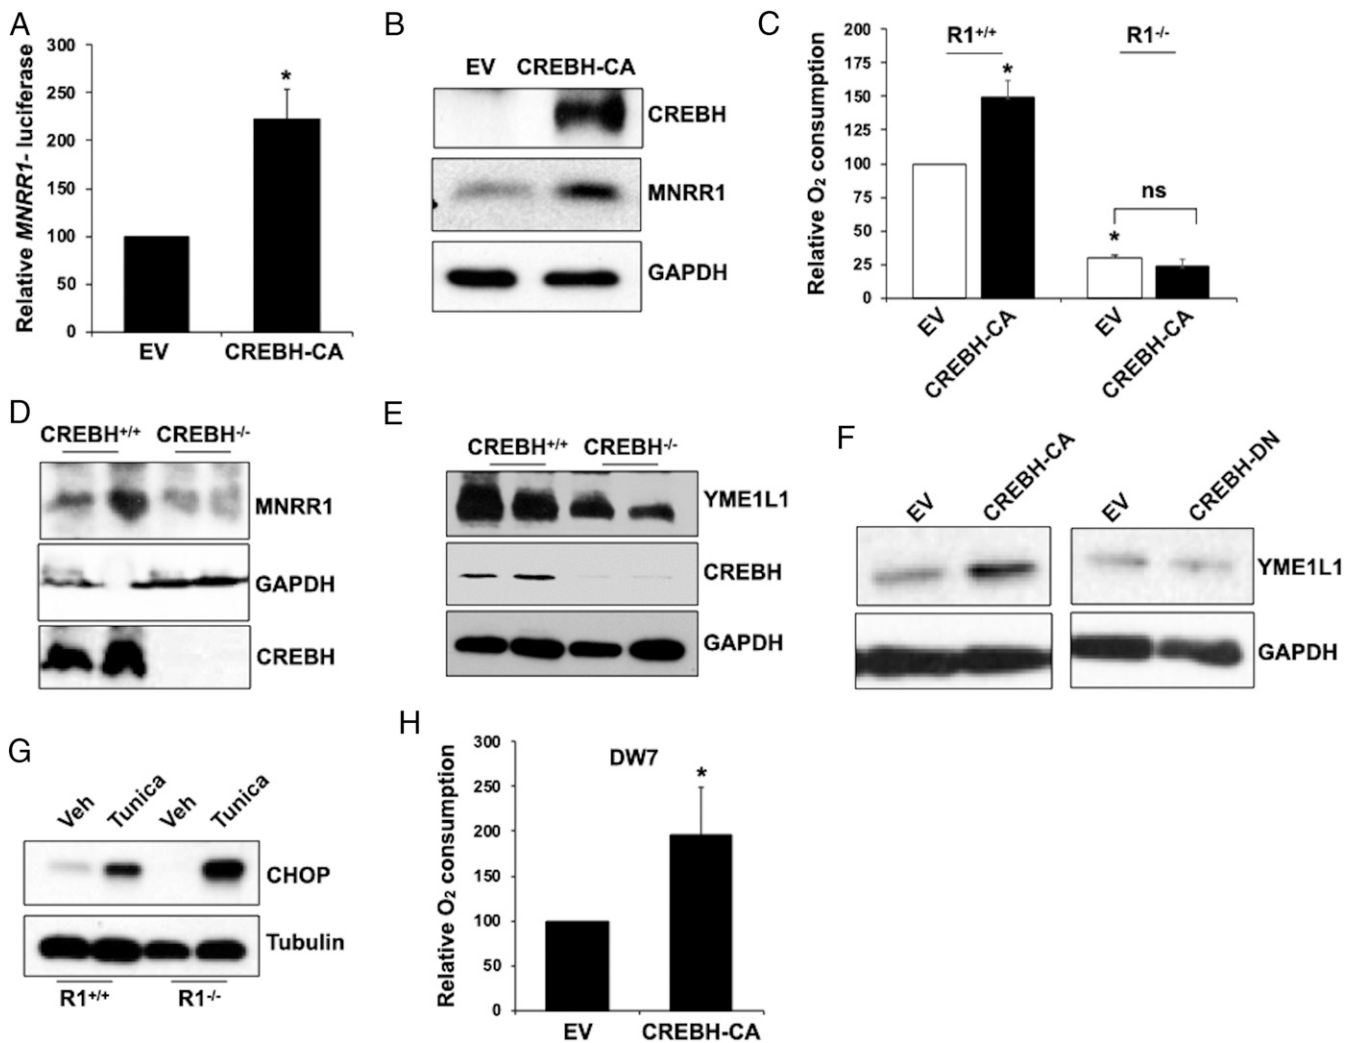 A
Relative MNRR1- luciferase
300
250
200
150
100
50
0
*
EV CREBH-CA
B
EV CREBH-CA
CREBH
MNRR1
GAPDH
C
Relative O₂ consumption
200
175
150
125
100
75
50
25
0
R1+/+ R1-/-
*
ns
*
EV
CREBH-CA
EV
CREBH-CA
D
CREBH+/+ CREBH-/-
MNRR1
GAPDH
CREBH
E
CREBH+/+ CREBH-/-
YME1L1
CREBH
GAPDH
F
EV
CREBH-CA
EV
CREBH-DN
YME1L1
GAPDH
G
Veh
Tunica
Veh
Tunica
CHOP
Tubulin
R1+/+ R1-/-
H
Relative O₂ consumption
300
250
200
150
100
50
0
DW7
*
EV CREBH-CA